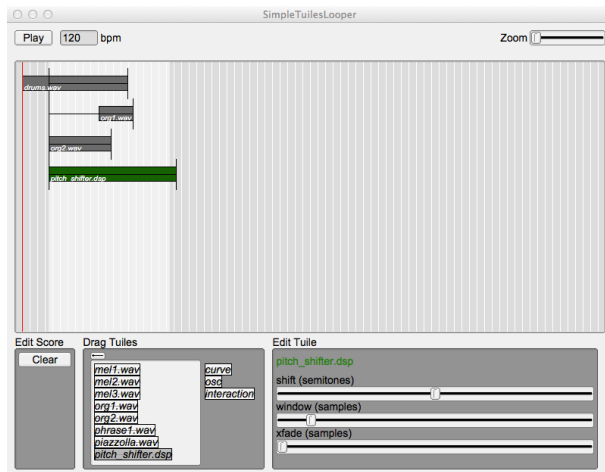 SimpleTuilesLooper
Play 120 bpm Zoom
drums.wav
org1.wav
org2.wav
pitch_shifter.dsp
Edit Score Drag Tuiles Edit Tuile
Clear
mel1.wav curve
mel2.wav osc
mel3.wav interaction
org1.wav
org2.wav
phrase1.wav
piazzolla.wav
pitch_shifter.dsp
pitch_shifter.dsp
shift (semitones)
window (samples)
xfade (samples)